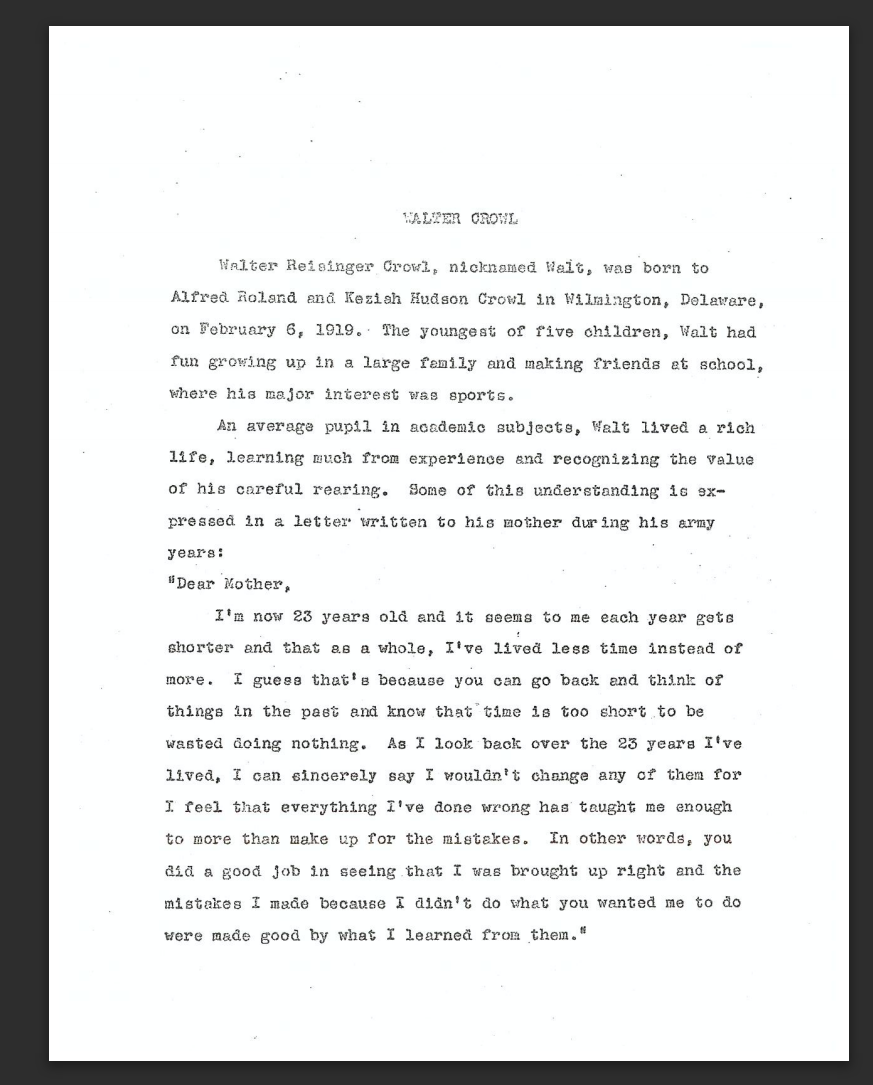 WALTER CROWL
Walter Reisinger Crowl, nicknamed Walt, was born to
Alfred Roland and Keziah Hudson Crowl in Wilmington, Delaware,
on February 6, 1919. The youngest of five children, Walt had
fun growing up in a large family and making friends at school,
where his major interest was sports.
An average pupil in academic subjects, Walt lived a rich
life, learning much from experience and recognizing the value
of his careful rearing. Some of this understanding is ex-
pressed in a letter written to his mother during his army
years:
"Dear Mother,
I'm now 23 years old and it seems to me each year gets
shorter and that as a whole, I've lived less time instead of
more. I guess that's because you can go back and think of
things in the past and know that time is too short to be
wasted doing nothing. As I look back over the 23 years I've
lived, I can sincerely say I wouldn't change any of them for
I feel that everything I've done wrong has taught me enough
to more than make up for the mistakes. In other words, you
did a good job in seeing that I was brought up right and the
mistakes I made because I didn't do what you wanted me to do
were made good by what I learned from them."